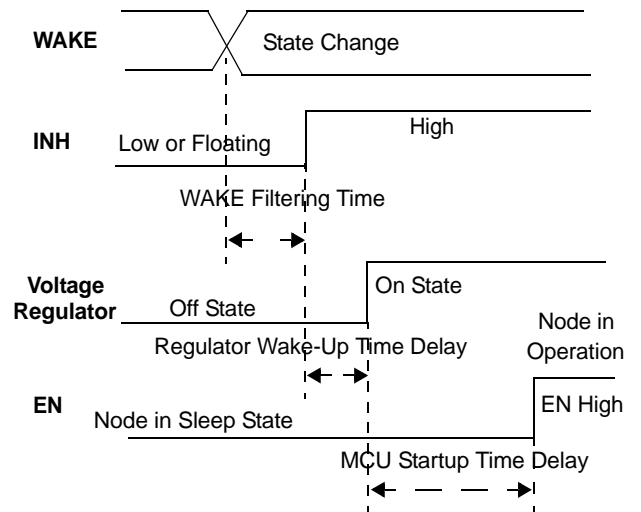 WAKE
State Change
INH
Low or Floating
High
WAKE Filtering Time
Voltage
Regulator
Off State
On State
Regulator Wake-Up Time Delay
Node in
Operation
EN
Node in Sleep State
EN High
MCU Startup Time Delay